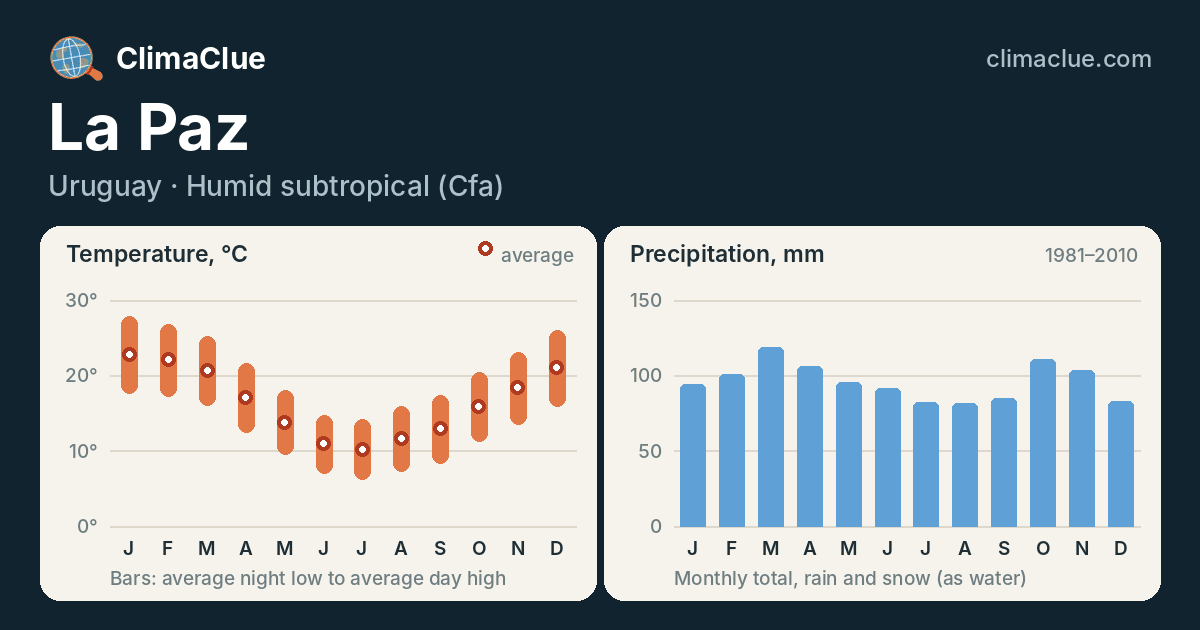 ClimaClue
climaclue.com
La Paz
Uruguay · Humid subtropical (Cfa)
Temperature, °C
average
30°
20°
10°
0°
J F M A M J J A S O N D
Bars: average night low to average day high
Precipitation, mm
1981–2010
150
100
50
0
J F M A M J J A S O N D
Monthly total, rain and snow (as water)